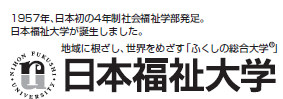 1957年、日本初の4年制社会福祉学部発足。
日本福祉大学が誕生しました。
地域に根ざし、世界をめざす「ふくしの総合大学®」
NIHON FUKUSHI UNIVERSITY
n
日本福祉大学